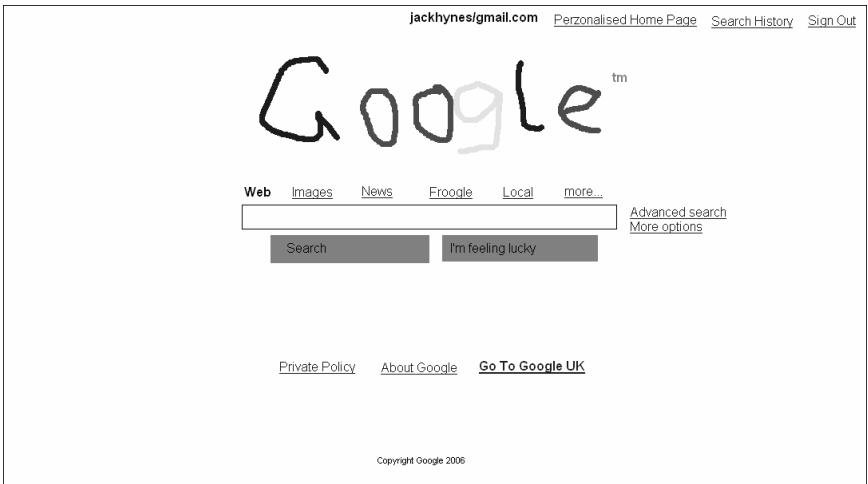 jackhynes/gmail.com Perzonalised Home Page Search History Sign Out
Google tm
Web Images News Froogle Local more...
Advanced search
More options
Search I'm feeling lucky
Private Policy About Google Go To Google UK
Copyright Google 2006